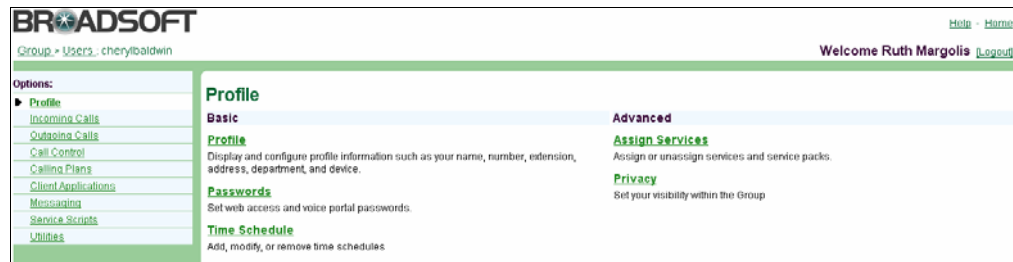 BROADSOFT
Help - Home
Group > Users : cherylbaldwin
Welcome Ruth Margolis [Logout]
Options:
Profile
Incoming Calls
Outgoing Calls
Call Control
Calling Plans
Client Applications
Messaging
Service Scripts
Utilities
Profile
Basic
Profile
Display and configure profile information such as your name, number, extension,
address, department, and device.
Passwords
Set web access and voice portal passwords.
Time Schedule
Add, modify, or remove time schedules
Advanced
Assign Services
Assign or unassign services and service packs.
Privacy
Set your visibility within the Group